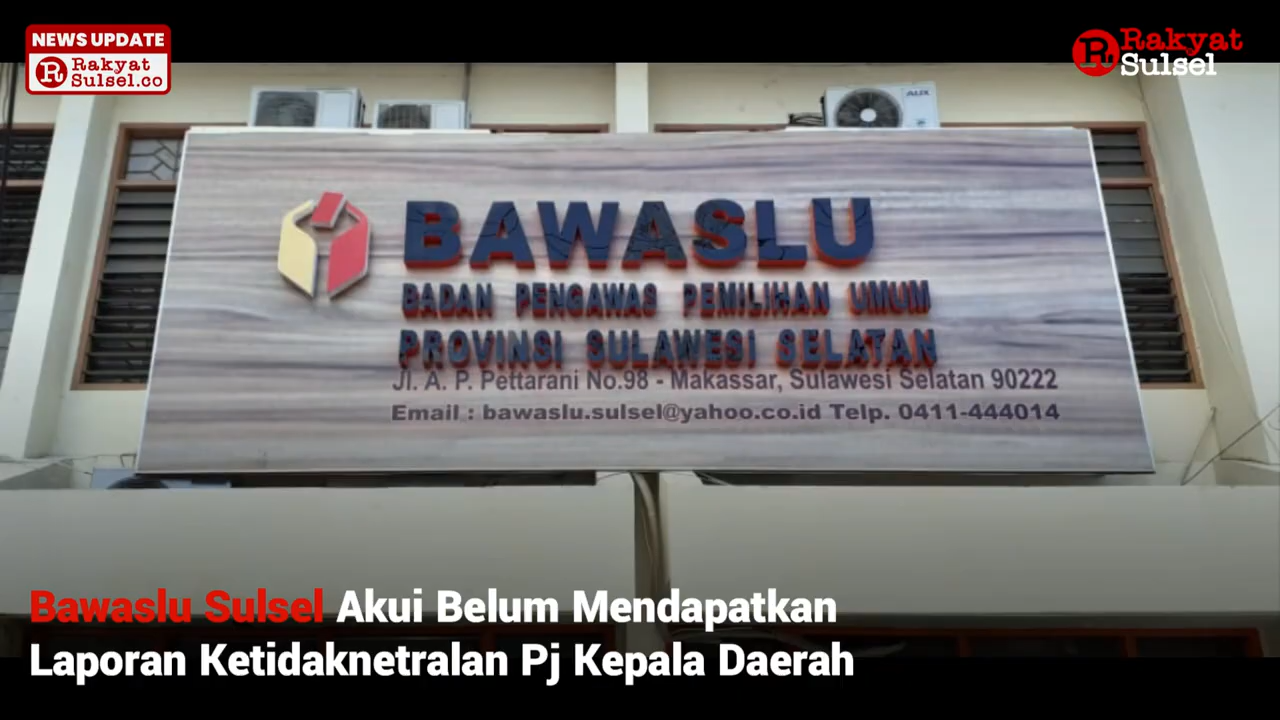 NEWS UPDATE
R Rakyat
Sulsel.co
R Rakyat
Sulsel
AUX
BAWASLU
BADAN PENGAWAS PEMILIHAN UMUM
PROVINSI SULAWESI SELATAN
Jl. A. P. Pettarani No.98 - Makassar, Sulawesi Selatan 90222
Email : bawaslu.sulsel@yahoo.co.id Telp. 0411-444014
Bawaslu Sulsel Akui Belum Mendapatkan
Laporan Ketidaknetralan Pj Kepala Daerah